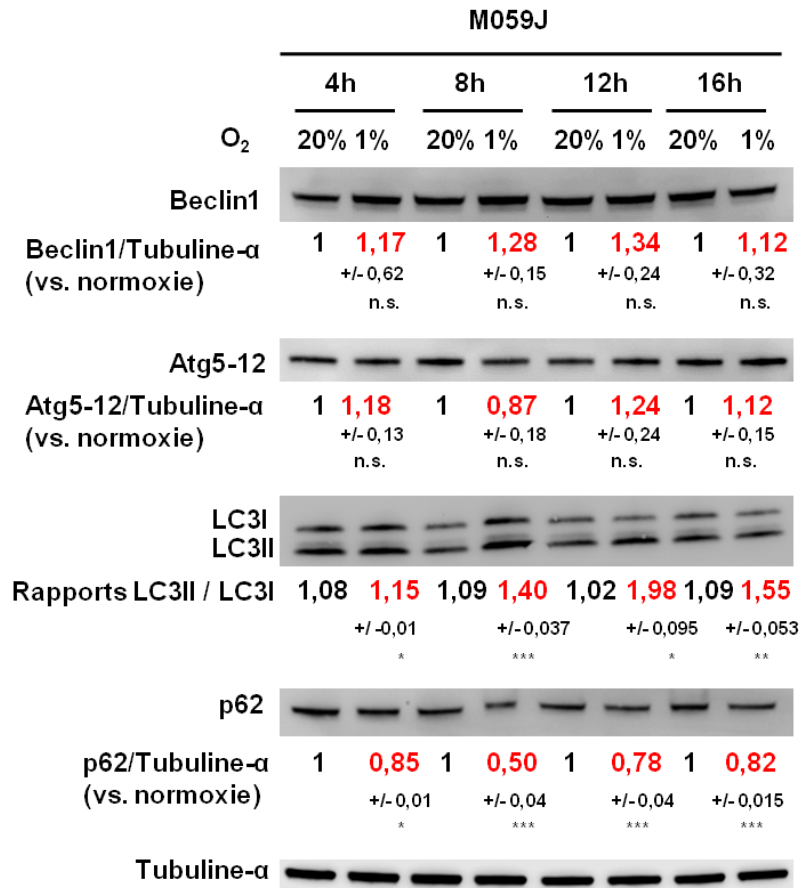 M059J
4h 8h 12h 16h
O₂ 20% 1% 20% 1% 20% 1% 20% 1%
Beclin1
Beclin1/Tubuline-α 1 1,17 1 1,28 1 1,34 1 1,12
(vs. normoxie) +/- 0,62 +/- 0,15 +/- 0,24 +/- 0,32
n.s. n.s. n.s. n.s.
Atg5-12
Atg5-12/Tubuline-α 1 1,18 1 0,87 1 1,24 1 1,12
(vs. normoxie) +/- 0,13 +/- 0,18 +/- 0,24 +/- 0,15
n.s. n.s. n.s. n.s.
LC3I
LC3II
Rapports LC3II / LC3I 1,08 1,15 1,09 1,40 1,02 1,98 1,09 1,55
+/ -0,01 +/- 0,037 +/- 0,095 +/- 0,053
* *** * **
p62
p62/Tubuline-α 1 0,85 1 0,50 1 0,78 1 0,82
(vs. normoxie) +/- 0,01 +/- 0,04 +/- 0,04 +/- 0,015
* *** *** ***
Tubuline-α